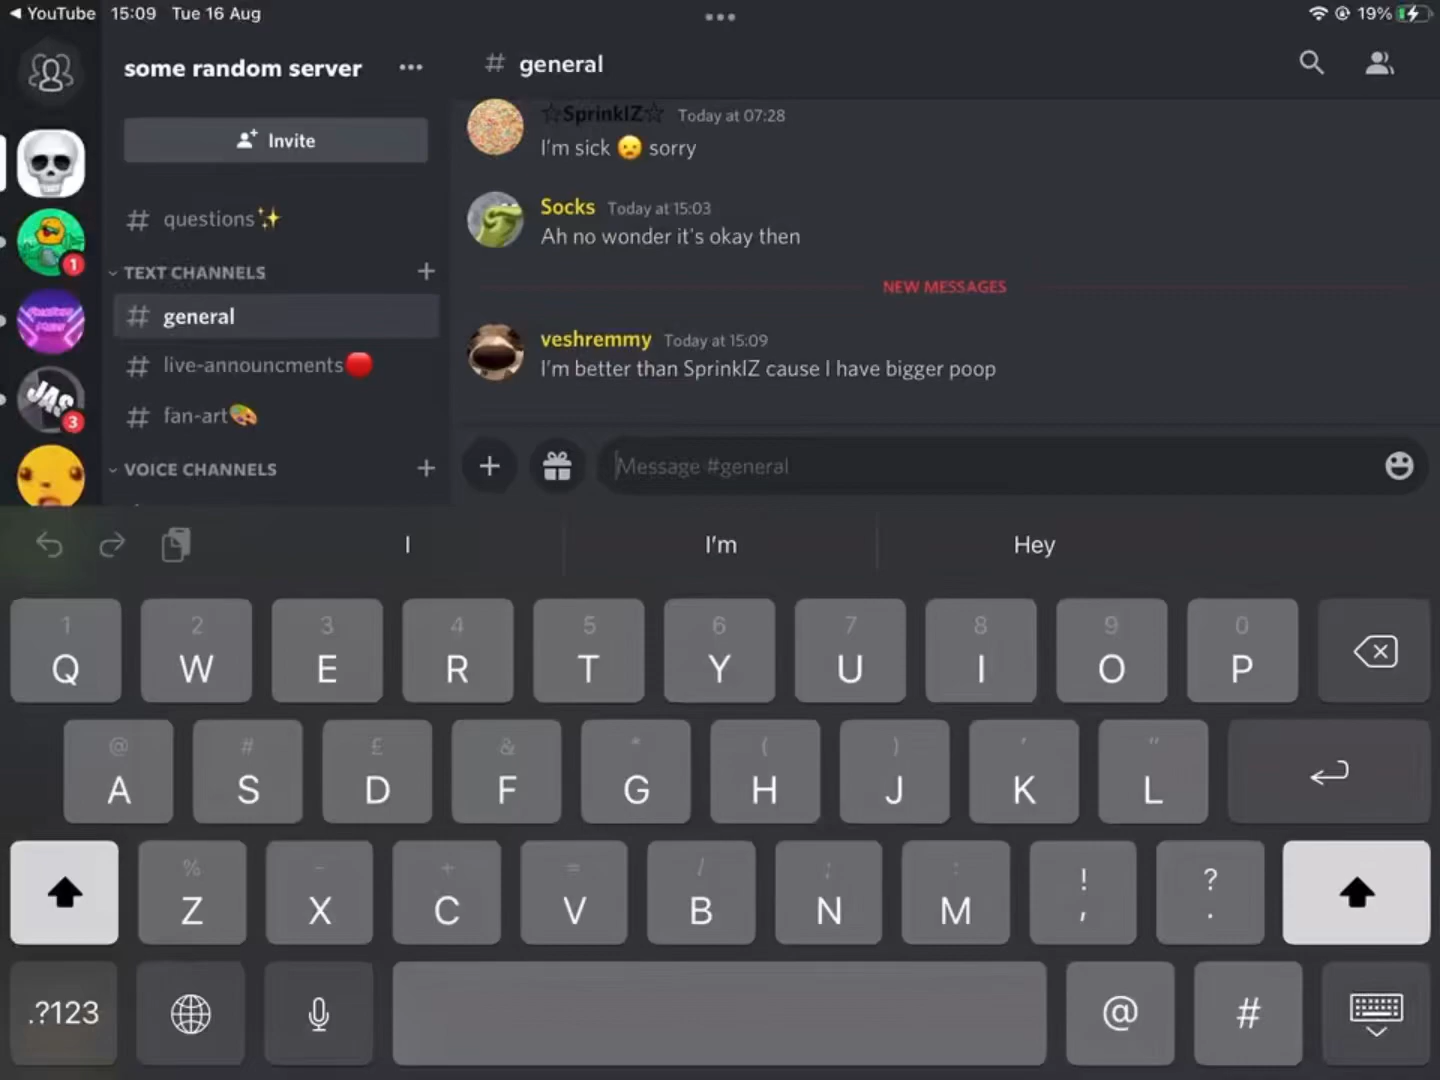 ◀ YouTube 15:09 Tue 16 Aug
19%
some random server
Invite
# questions✨
TEXT CHANNELS
# general
# live-announcments🔴
# fan-art🎨
VOICE CHANNELS
1
JAS
3
# general
☆SprinklZ☆ Today at 07:28
I'm sick 😦 sorry
Socks Today at 15:03
Ah no wonder it's okay then
NEW MESSAGES
veshremmy Today at 15:09
I'm better than SprinklZ cause I have bigger poop
Message #general
I I'm Hey
1 2 3 4 5 6 7 8 9 0
Q W E R T Y U I O P
@ # £ & * ( ) ' "
A S D F G H J K L
% - + = / ; : ! ?
Z X C V B N M , .
.?123 @ #